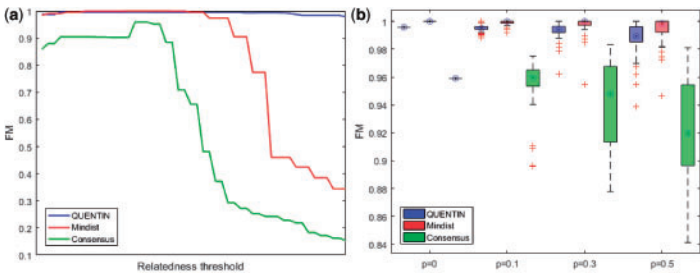 (a)
1
0.9
0.8
0.7
0.6
0.5
0.4
0.3
0.2
0.1
FM
QUENTIN
Mindist
Consensus
Relatedness threshold
(b)
1
0.98
0.96
0.94
0.92
0.9
0.88
0.86
0.84
FM
QUENTIN
Mindist
Consensus
p=0
p=0.1
p=0.3
p=0.5